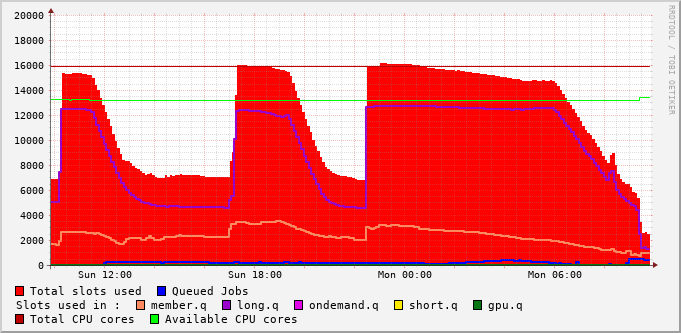 20000
18000
16000
14000
12000
10000
8000
6000
4000
2000
0
Sun 12:00 Sun 18:00 Mon 00:00 Mon 06:00
RRDTOOL / TOBI OETIKER
Total slots used Queued Jobs
Slots used in : member.q long.q ondemand.q short.q gpu.q
Total CPU cores Available CPU cores